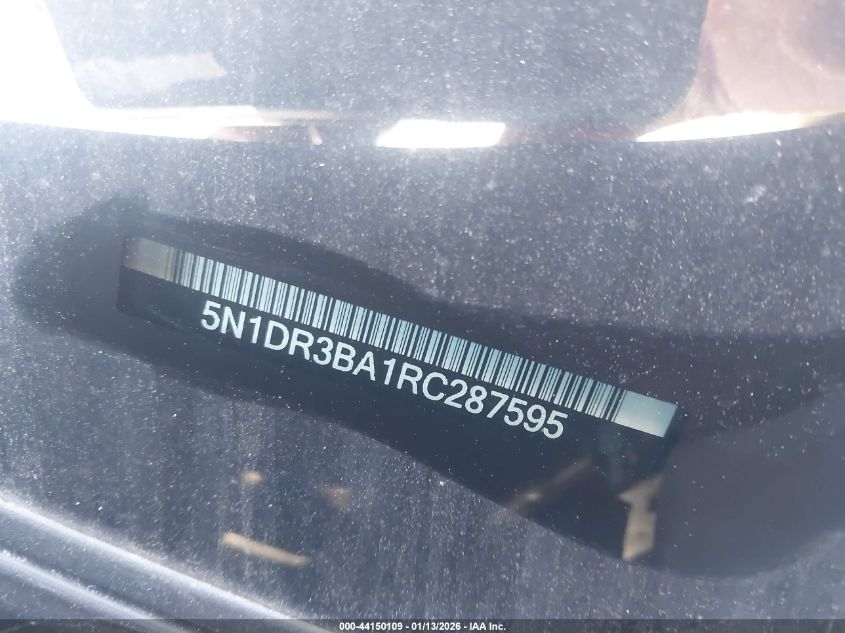 5N1DR3BA1RC287595
000-44150109 - 01/13/2026 - IAA Inc.